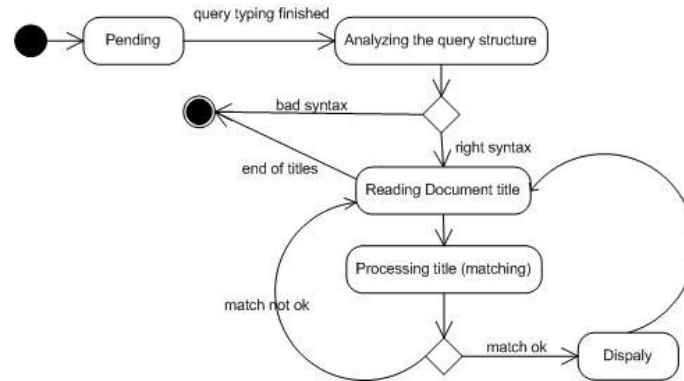 query typing finished
Pending
Analyzing the query structure
bad syntax
right syntax
end of titles
Reading Document title
Processing title (matching)
match not ok
match ok
Dispaly